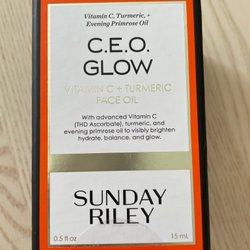 Vitamin C, Turmeric, +
Evening Primrose Oil
C.E.O.
GLOW
VITAMIN C + TURMERIC
FACE OIL
With advanced Vitamin C
(THD Ascorbate), turmeric, and
evening primrose oil to visibly brighten
hydrate, balance, and glow.
SUNDAY
RILEY
0.5 fl oz 15 mL